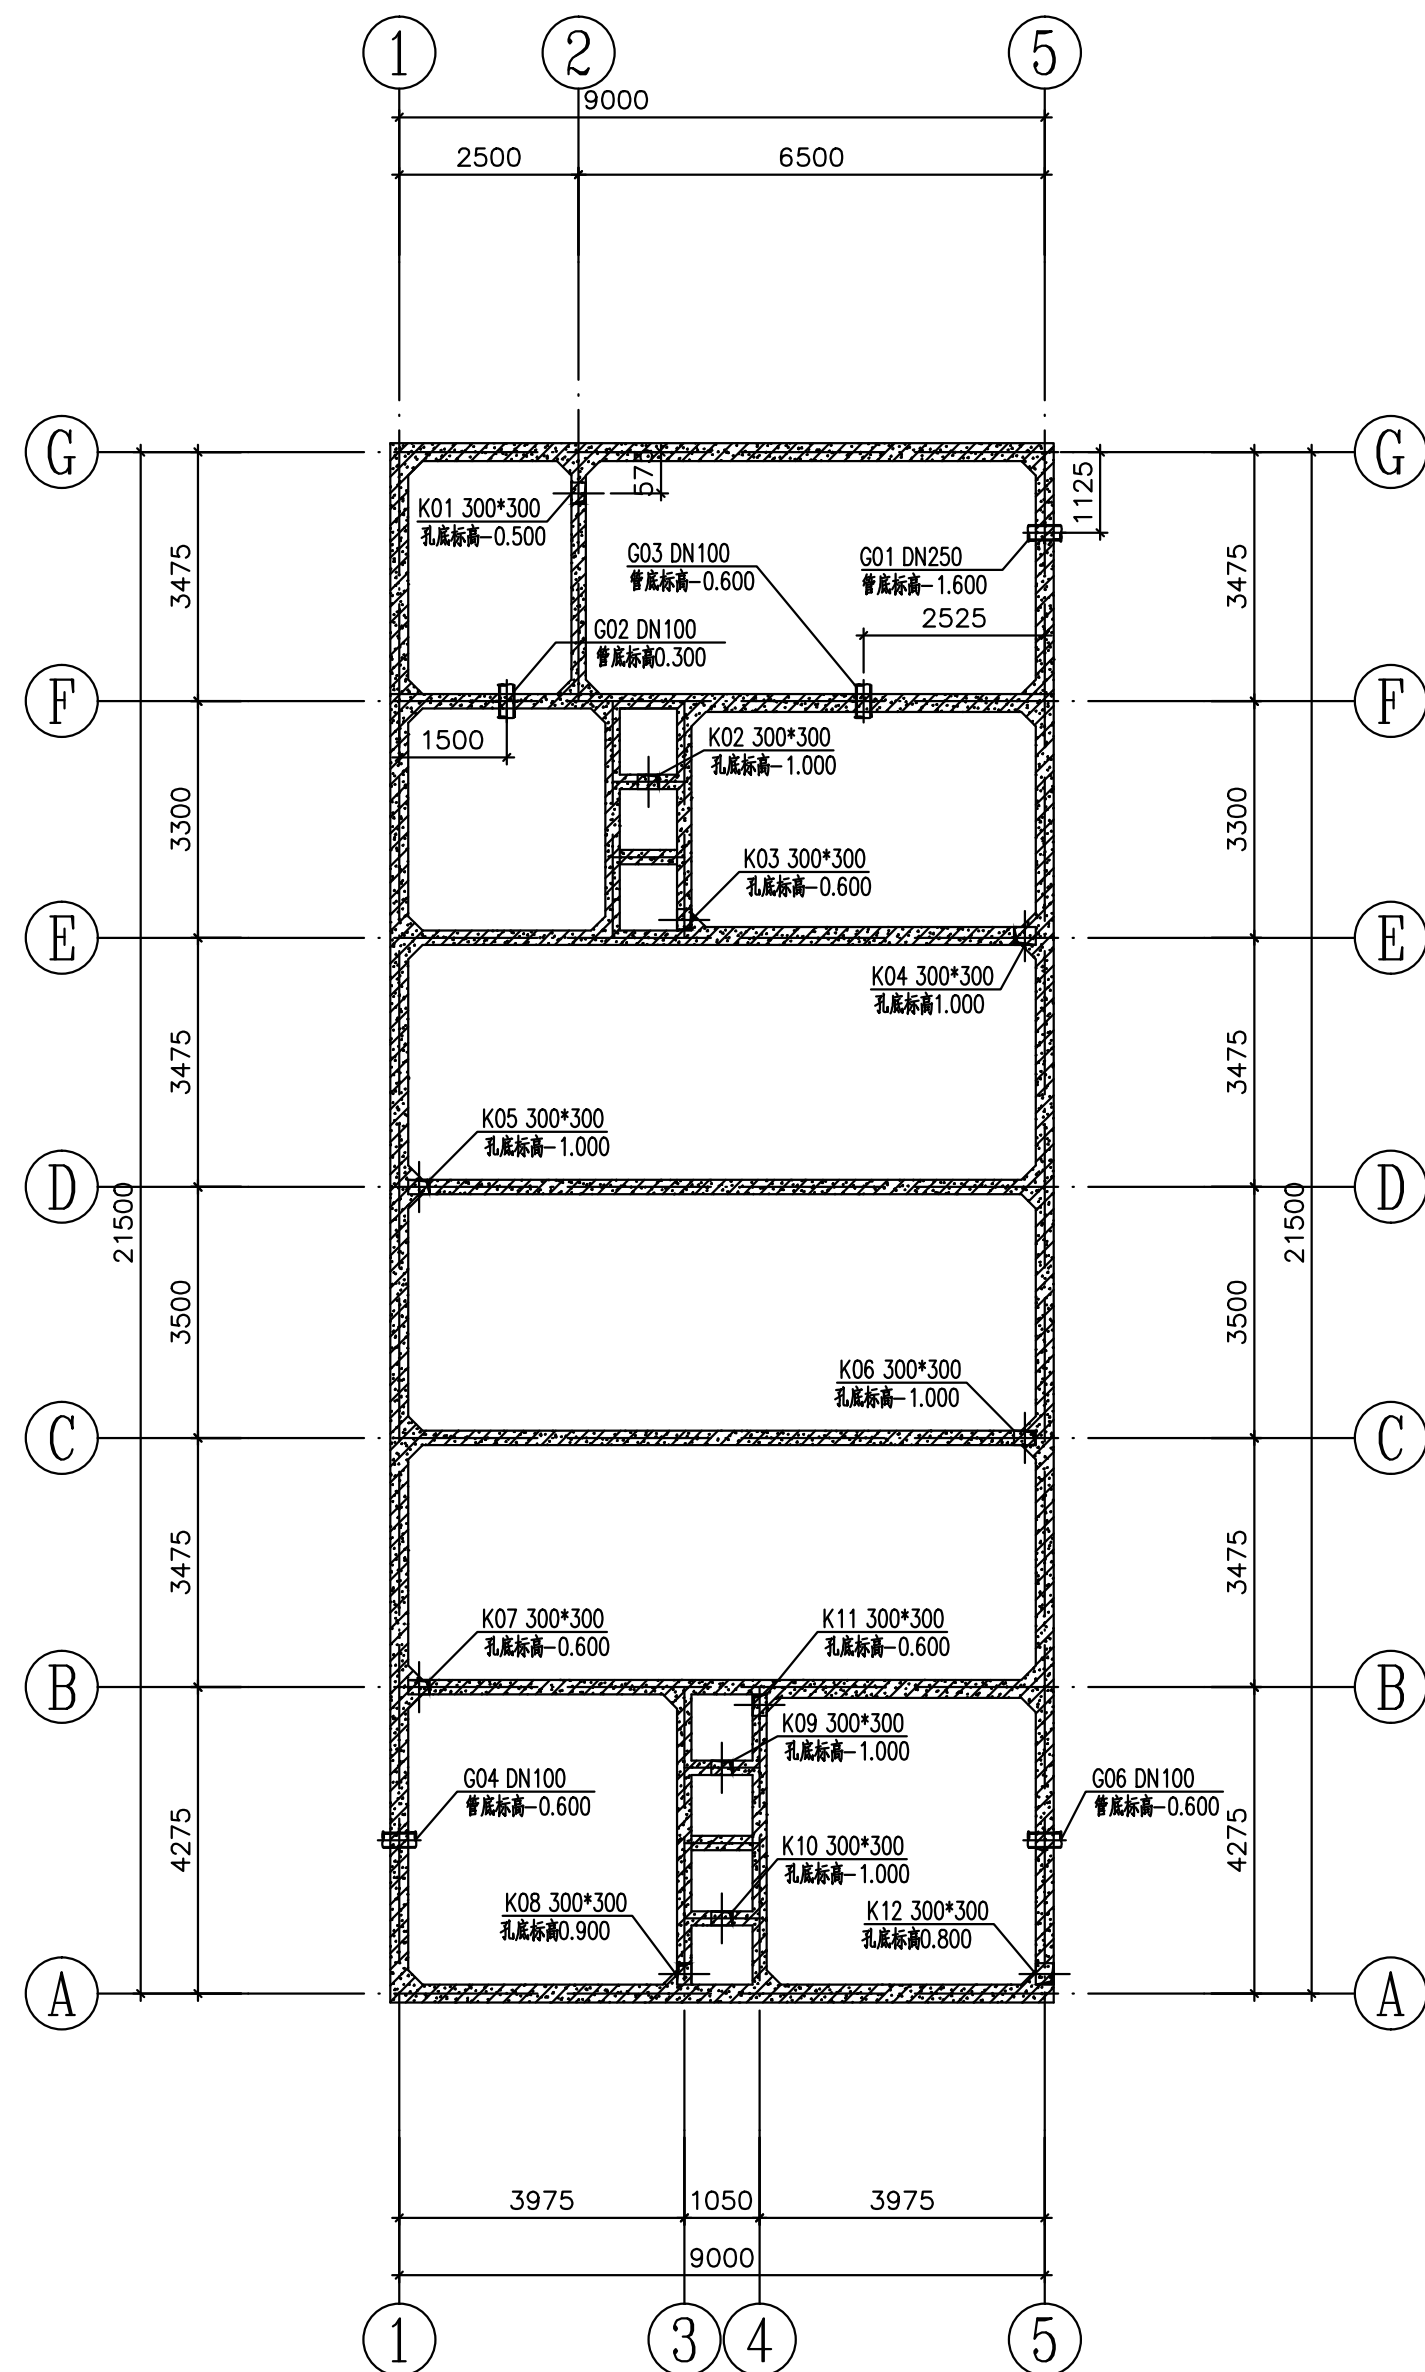 1
2
5
9000
2500
6500
G
G
575
1125
K01 300*300
孔底标高-0.500
G03 DN100
管底标高-0.600
G01 DN250
管底标高-1.600
3475
3475
2525
G02 DN100
管底标高0.300
F
F
1500
K02 300*300
孔底标高-1.000
3300
3300
K03 300*300
孔底标高-0.600
E
E
K04 300*300
孔底标高1.000
3475
3475
K05 300*300
孔底标高-1.000
D
D
21500
21500
3500
3500
K06 300*300
孔底标高-1.000
C
C
3475
3475
K07 300*300
孔底标高-0.600
K11 300*300
孔底标高-0.600
B
B
K09 300*300
孔底标高-1.000
G04 DN100
管底标高-0.600
G06 DN100
管底标高-0.600
4275
4275
K10 300*300
孔底标高-1.000
K08 300*300
孔底标高0.900
K12 300*300
孔底标高0.800
A
A
3975
1050
3975
9000
1
3
4
5